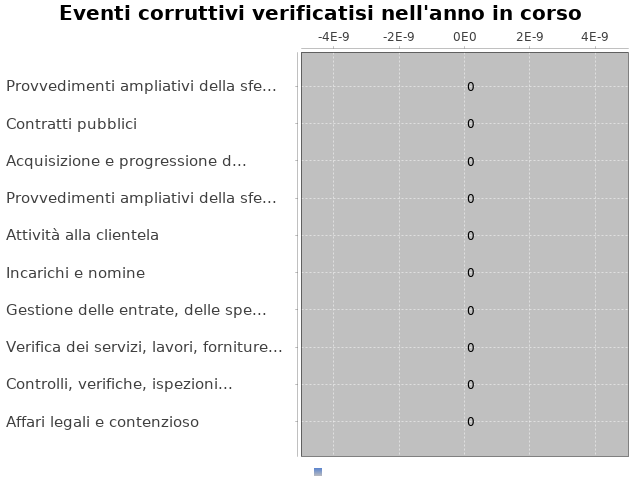 Eventi corruttivi verificatisi nell'anno in corso
-4E-9 -2E-9 0E0 2E-9 4E-9
Provvedimenti ampliativi della sfe... 0
Contratti pubblici 0
Acquisizione e progressione d... 0
Provvedimenti ampliativi della sfe... 0
Attività alla clientela 0
Incarichi e nomine 0
Gestione delle entrate, delle spe... 0
Verifica dei servizi, lavori, forniture... 0
Controlli, verifiche, ispezioni... 0
Affari legali e contenzioso 0